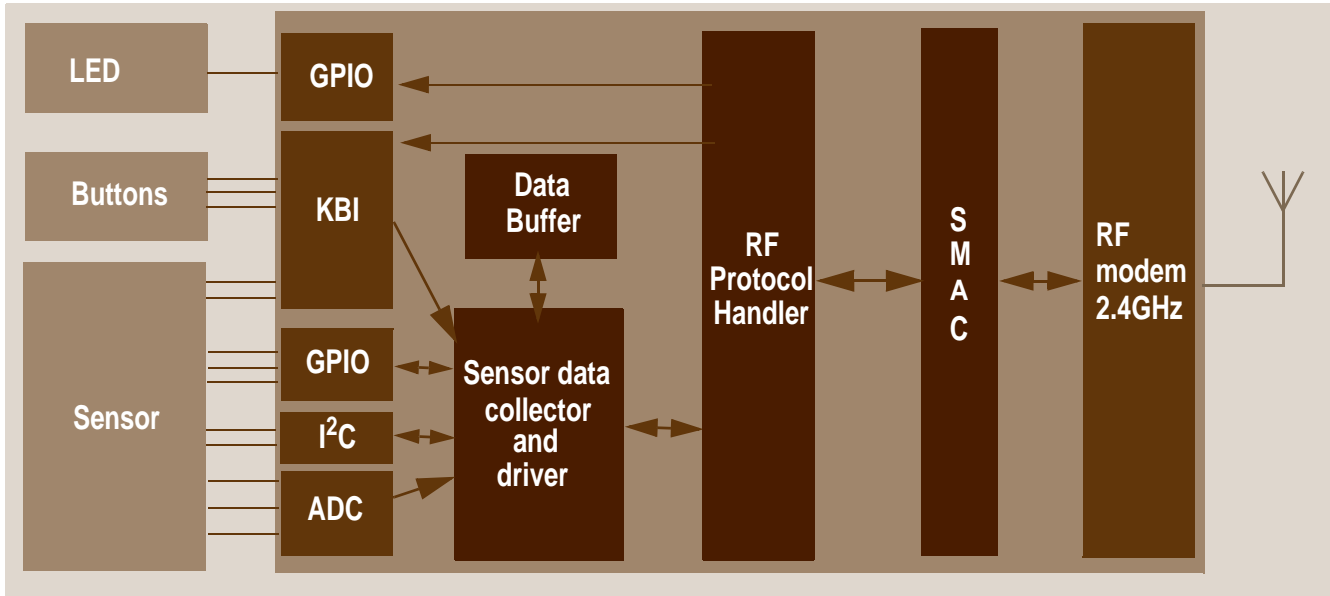 LED
Buttons
Sensor
GPIO
KBI
GPIO
I²C
ADC
Data
Buffer
Sensor data
collector
and
driver
RF
Protocol
Handler
S
M
A
C
RF
modem
2.4GHz